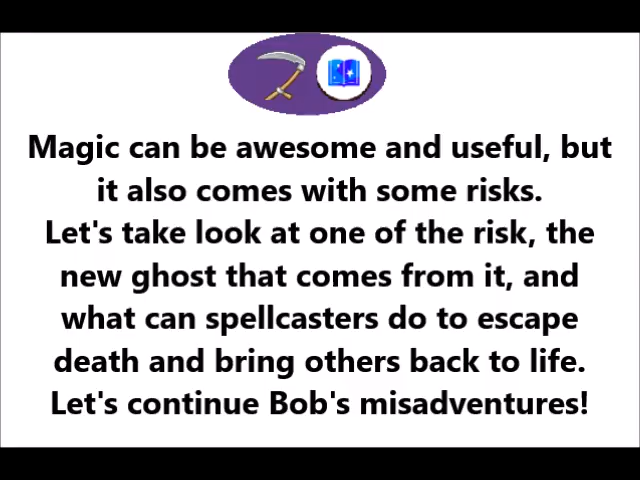 Magic can be awesome and useful, but
it also comes with some risks.
Let's take look at one of the risk, the
new ghost that comes from it, and
what can spellcasters do to escape
death and bring others back to life.
Let's continue Bob's misadventures!